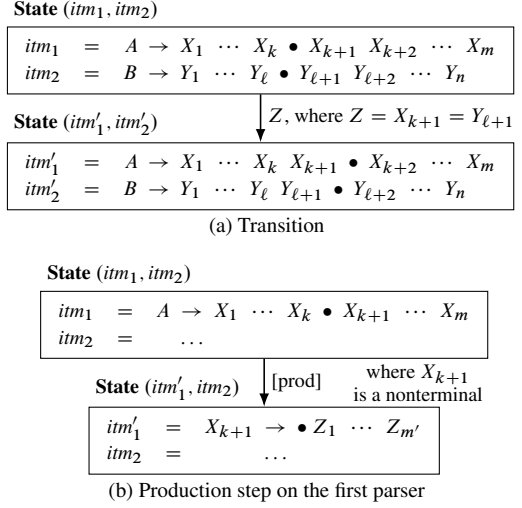 State (itm₁, itm₂)
itm₁ = A → X₁ ⋯ Xₖ • Xₖ₊₁ Xₖ₊₂ ⋯ Xₘ
itm₂ = B → Y₁ ⋯ Yℓ • Yℓ₊₁ Yℓ₊₂ ⋯ Yₙ
Z, where Z = Xₖ₊₁ = Yℓ₊₁
State (itm′₁, itm′₂)
itm′₁ = A → X₁ ⋯ Xₖ Xₖ₊₁ • Xₖ₊₂ ⋯ Xₘ
itm′₂ = B → Y₁ ⋯ Yℓ Yℓ₊₁ • Yℓ₊₂ ⋯ Yₙ
(a) Transition
State (itm₁, itm₂)
itm₁ = A → X₁ ⋯ Xₖ • Xₖ₊₁ ⋯ Xₘ
itm₂ = ...
[prod] where Xₖ₊₁
is a nonterminal
State (itm′₁, itm₂)
itm′₁ = Xₖ₊₁ → • Z₁ ⋯ Zₘ′
itm₂ = ...
(b) Production step on the first parser